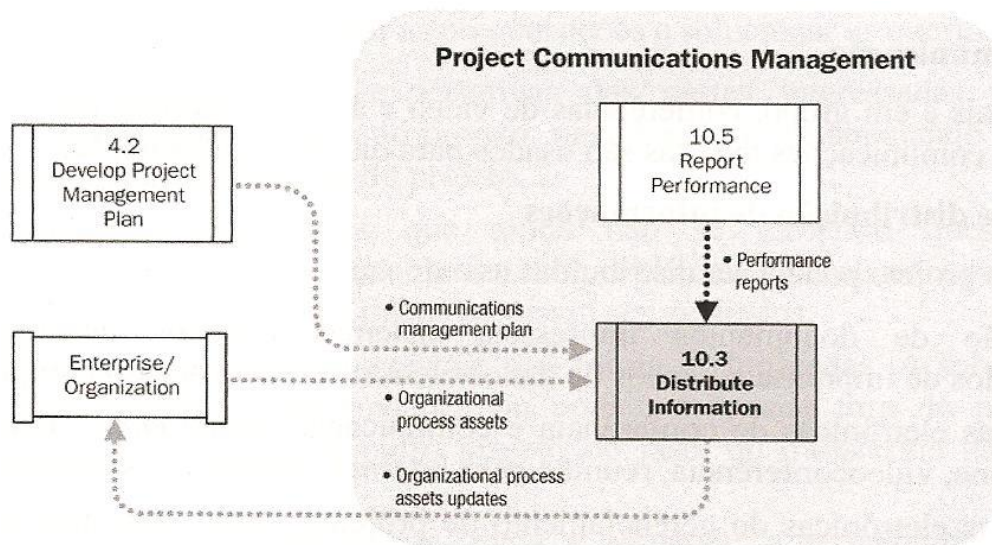 Project Communications Management
4.2
Develop Project
Management
Plan
10.5
Report
Performance
• Performance
reports
• Communications
management plan
Enterprise/
Organization
10.3
Distribute
Information
• Organizational
process assets
• Organizational process
assets updates